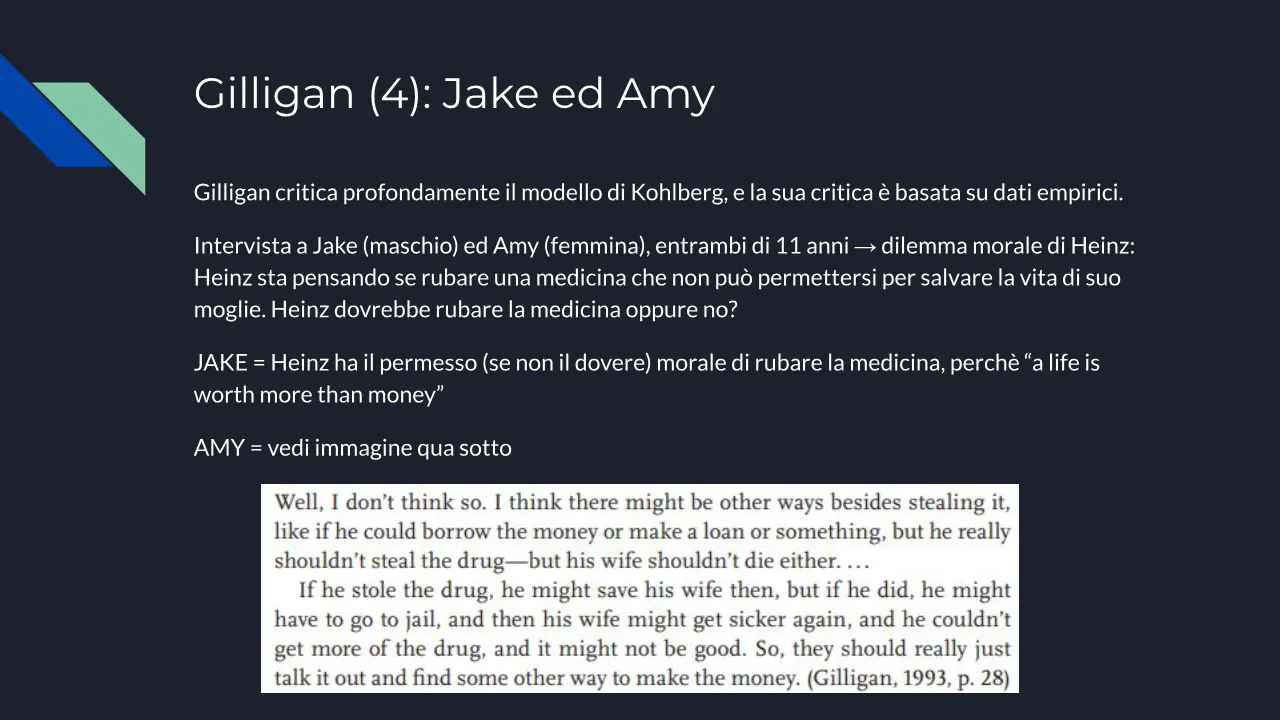 Gilligan (4): Jake ed Amy
Gilligan critica profondamente il modello di Kohlberg, e la sua critica è basata su dati empirici.
Intervista a Jake (maschio) ed Amy (femmina), entrambi di 11 anni → dilemma morale di Heinz:
Heinz sta pensando se rubare una medicina che non può permettersi per salvare la vita di suo
moglie. Heinz dovrebbe rubare la medicina oppure no?
JAKE = Heinz ha il permesso (se non il dovere) morale di rubare la medicina, perchè “a life is
worth more than money”
AMY = vedi immagine qua sotto
Well, I don’t think so. I think there might be other ways besides stealing it,
like if he could borrow the money or make a loan or something, but he really
shouldn’t steal the drug—but his wife shouldn’t die either. …
If he stole the drug, he might save his wife then, but if he did, he might
have to go to jail, and then his wife might get sicker again, and he couldn’t
get more of the drug, and it might not be good. So, they should really just
talk it out and find some other way to make the money. (Gilligan, 1993, p. 28)